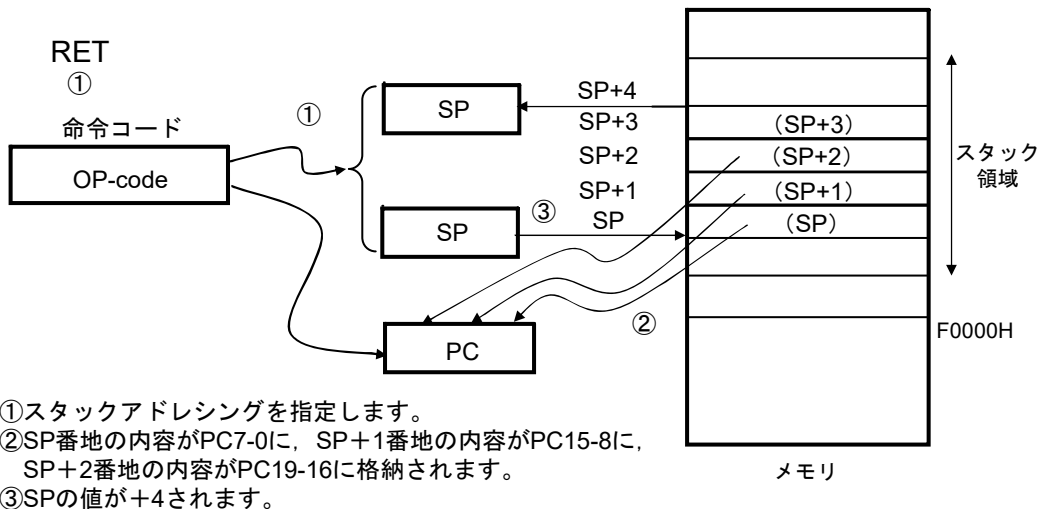 RET
①
命令コード
OP-code
①
SP
SP
③
PC
②
SP+4
SP+3
SP+2
SP+1
SP
(SP+3)
(SP+2)
(SP+1)
(SP)
スタック
領域
F0000H
メモリ
①スタックアドレシングを指定します。
②SP番地の内容がPC7-0に，SP＋1番地の内容がPC15-8に，
SP＋2番地の内容がPC19-16に格納されます。
③SPの値が＋4されます。